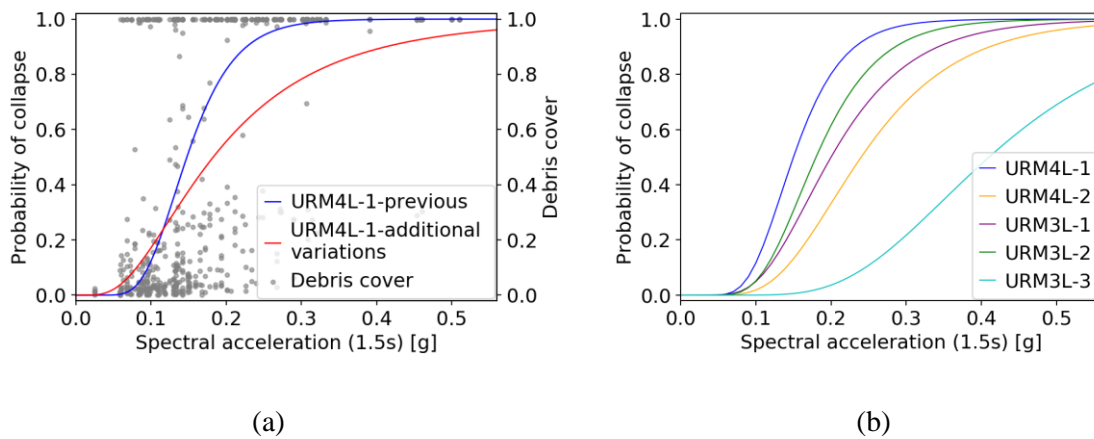 1.0
0.8
0.6
0.4
0.2
0.0
Probability of collapse
1.0
0.8
0.6
0.4
0.2
0.0
Debris cover
URM4L-1-previous
URM4L-1-additional
variations
Debris cover
0.0 0.1 0.2 0.3 0.4 0.5
Spectral acceleration (1.5s) [g]
(a)
1.0
0.8
0.6
0.4
0.2
0.0
Probability of collapse
URM4L-1
URM4L-2
URM3L-1
URM3L-2
URM3L-3
0.0 0.1 0.2 0.3 0.4 0.5
Spectral acceleration (1.5s) [g]
(b)